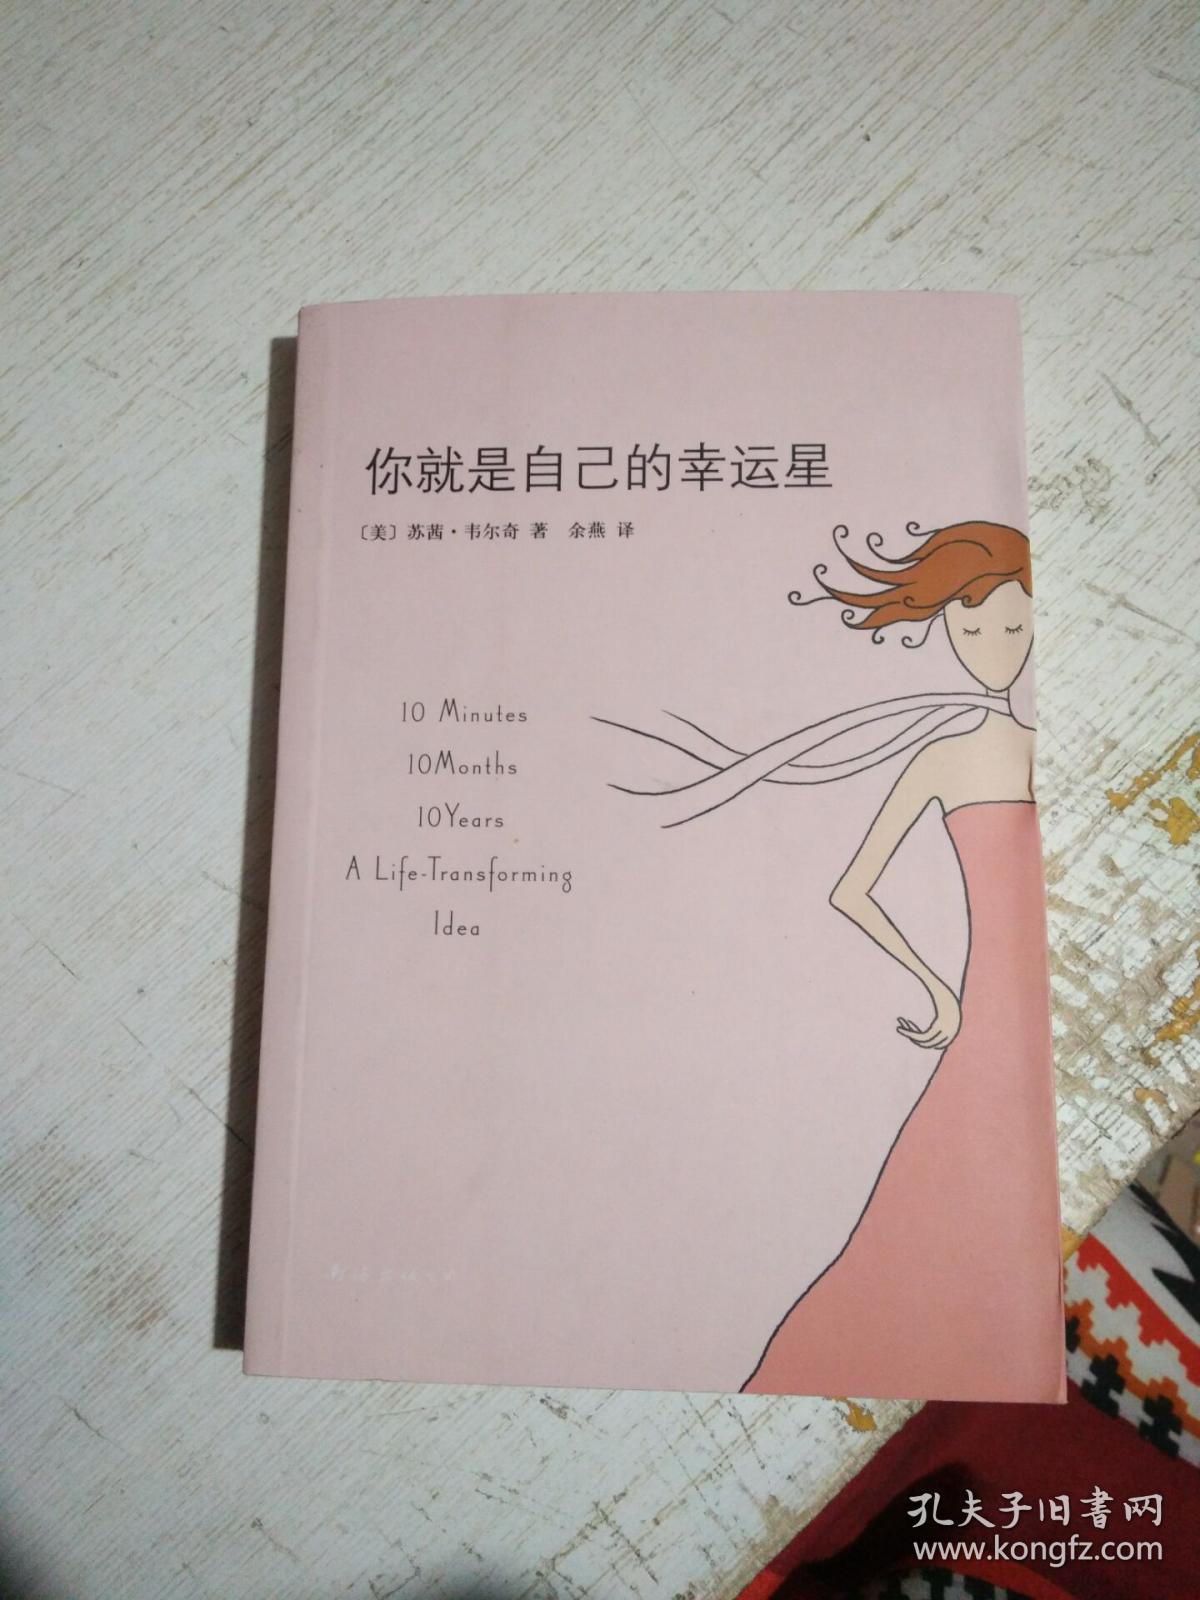 你就是自己的幸运星
〔美〕苏茜·韦尔奇 著 余燕 译
10 Minutes
10Months
10Years
A Life-Transforming
Idea
孔夫子旧书网
www.kongfz.com